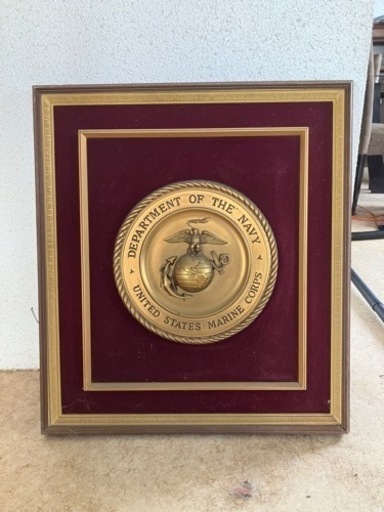 DEPARTMENT OF THE NAVY
UNITED STATES MARINE CORPS